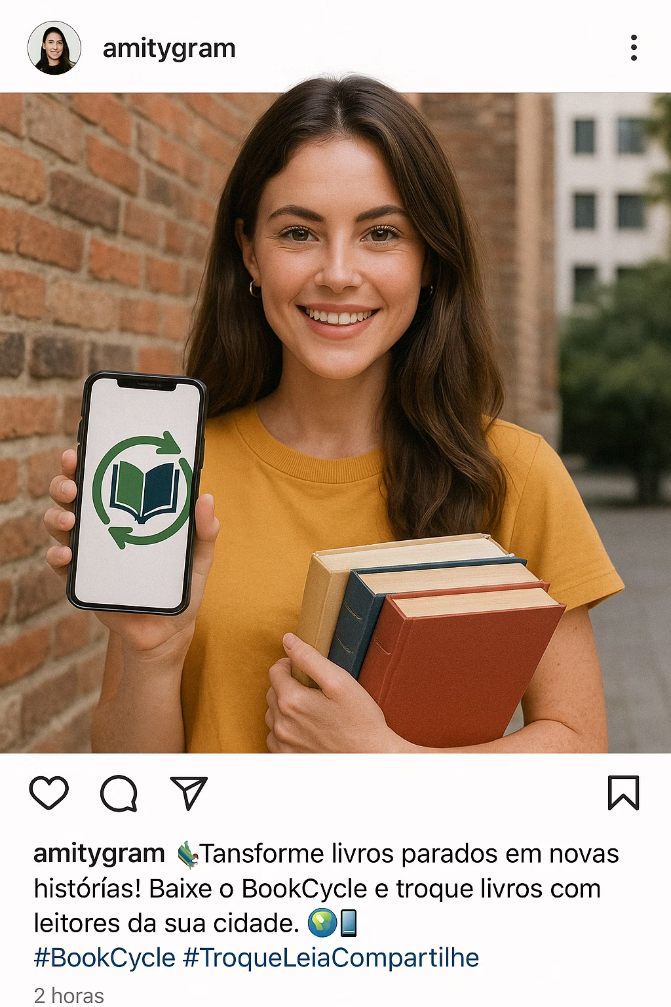 amitygram
amitygram Tansforme livros parados em novas
histórías! Baixe o BookCycle e troque livros com
leitores da sua cidade.
#BookCycle #TroqueLeiaCompartilhe
2 horas